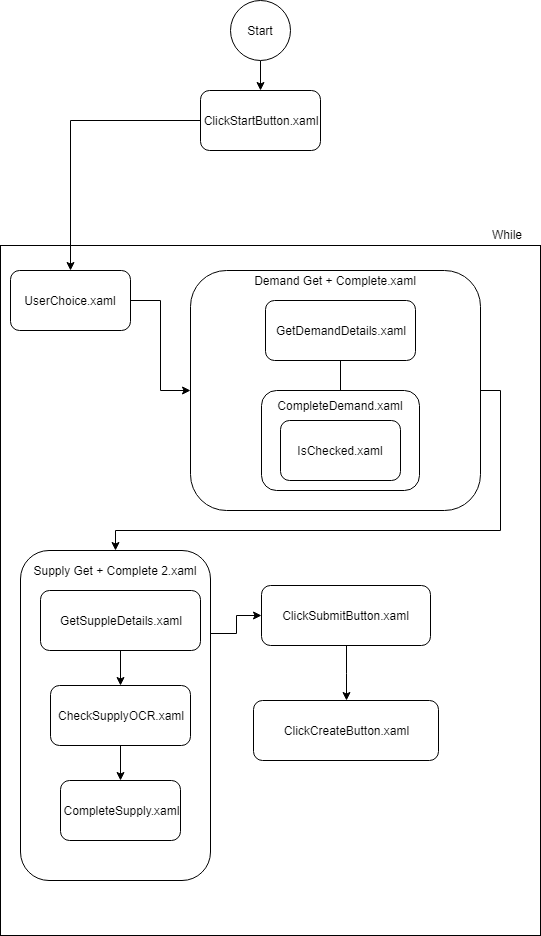 Start
ClickStartButton.xaml
While
UserChoice.xaml
Demand Get + Complete.xaml
GetDemandDetails.xaml
CompleteDemand.xaml
IsChecked.xaml
Supply Get + Complete 2.xaml
GetSuppleDetails.xaml
CheckSupplyOCR.xaml
CompleteSupply.xaml
ClickSubmitButton.xaml
ClickCreateButton.xaml